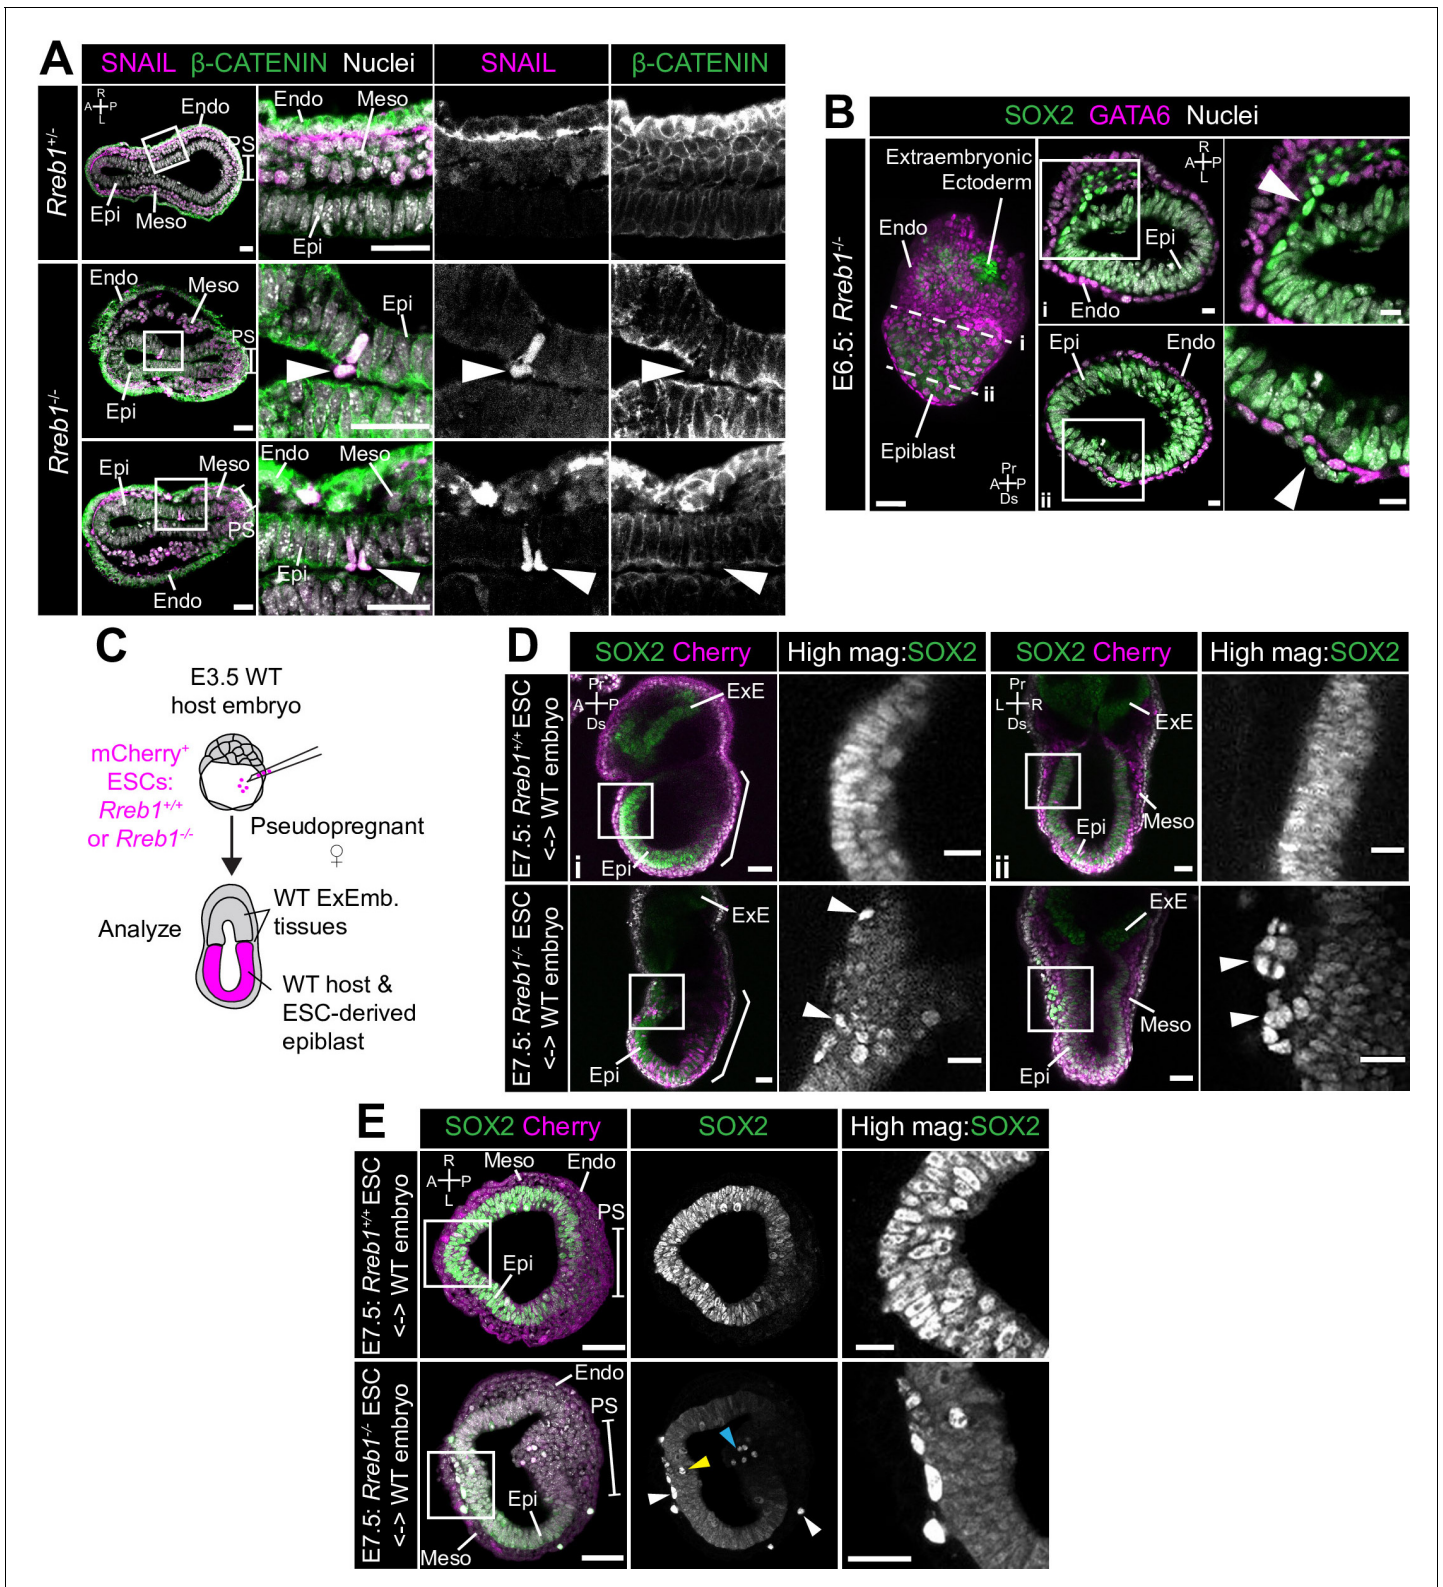 A
SNAIL β-CATENIN Nuclei
SNAIL
β-CATENIN
Rreb1+/-
R
A P
L
Endo
PS
Epi
Meso
Endo
Meso
Epi
Rreb1-/-
Endo
Meso
PS
Epi
Epi
Epi
Meso
PS
Endo
Endo
Meso
Epi
B
SOX2 GATA6 Nuclei
E6.5: Rreb1-/-
Extraembryonic
Ectoderm
Endo
i
ii
Epiblast
Pr
A P
Ds
R
A P
L
Epi
i
Endo
Epi
Endo
ii
C
E3.5 WT
host embryo
mCherry+
ESCs:
Rreb1+/+
or Rreb1-/-
Pseudopregnant
♀
Analyze
WT ExEmb.
tissues
WT host &
ESC-derived
epiblast
D
SOX2 Cherry
High mag:SOX2
SOX2 Cherry
High mag:SOX2
E7.5: Rreb1+/+ ESC
<-> WT embryo
Pr
A P
Ds
ExE
Epi
i
Pr
L R
Ds
ExE
Meso
Epi
ii
E7.5: Rreb1-/- ESC
<-> WT embryo
ExE
Epi
ExE
Meso
Epi
E
SOX2 Cherry
SOX2
High mag:SOX2
E7.5: Rreb1+/+ ESC
<-> WT embryo
R
A P
L
Meso
Endo
PS
Epi
E7.5: Rreb1-/- ESC
<-> WT embryo
Endo
PS
Epi
Meso